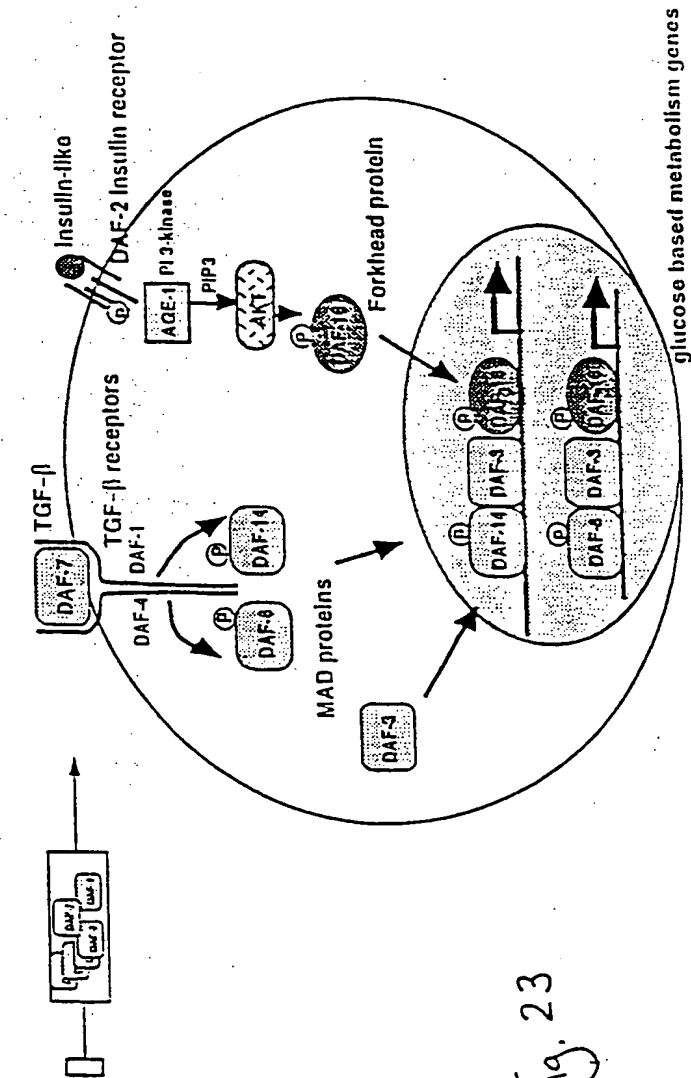 DAF-7
TGF-β
TGF-β receptors
DAF-4
DAF-1
P
DAF-8
P
DAF-14
MAD proteins
DAF-3
Insulin-like
DAF-2 Insulin receptor
P
AGE-1
PI 3-kinase
PIP3
AKT
P
DAF-16
Forkhead protein
P
P
DAF-14
DAF-3
DAF-16
P
P
DAF-8
DAF-3
DAF-16
glucose based metabolism genes
Fig. 23